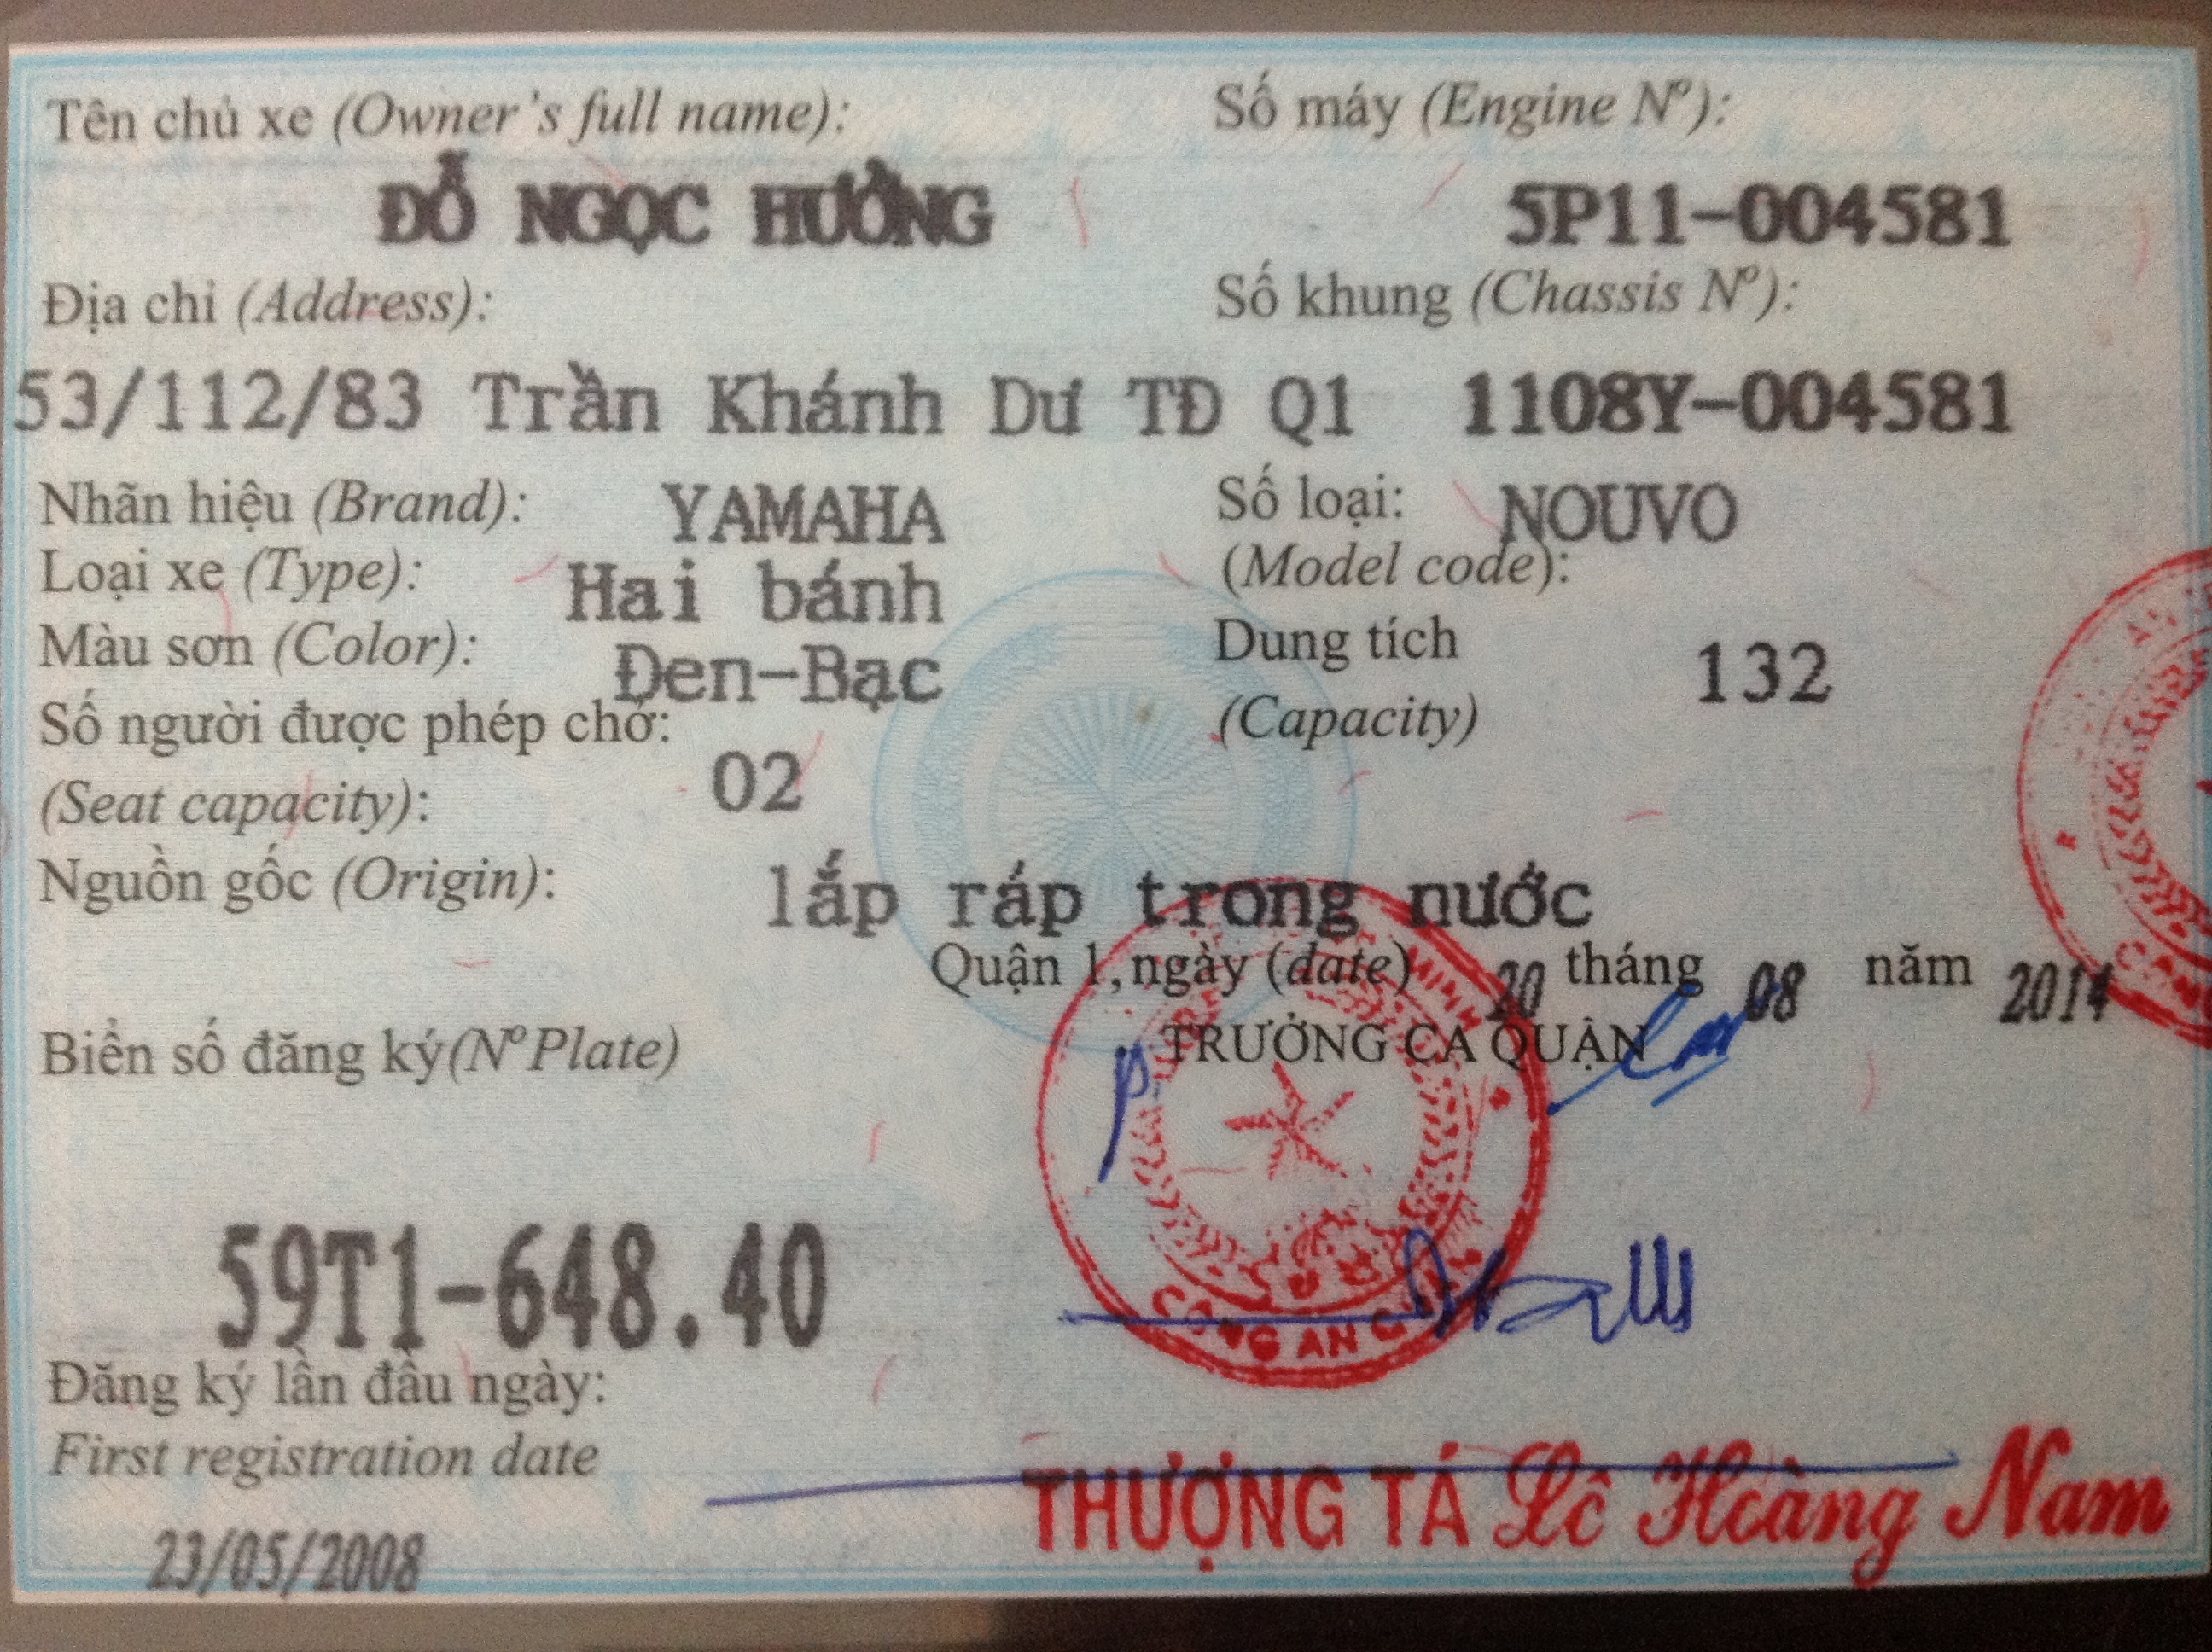 Tên chủ xe (Owner's full name):
ĐỖ NGỌC HƯỜNG
Số máy (Engine Nº):
5P11-004581
Địa chỉ (Address):
53/112/83 Trần Khánh Dư TĐ Q1
Số khung (Chassis Nº):
1108Y-004581
Nhãn hiệu (Brand): YAMAHA
Số loại: NOUVO
(Model code):
Loại xe (Type): Hai bánh
Màu sơn (Color): Đen-Bạc
Dung tích 132
(Capacity)
Số người được phép chở: 02
(Seat capacity):
Nguồn gốc (Origin): lắp ráp trong nước
Quận 1, ngày (date) 20 tháng 08 năm 2014
TRƯỞNG CA QUẬN
Biển số đăng ký(Nº Plate)
59T1-648.40
CÔNG AN
Đăng ký lần đầu ngày:
First registration date
23/05/2008
THƯỢNG TÁ Lê Hoàng Nam